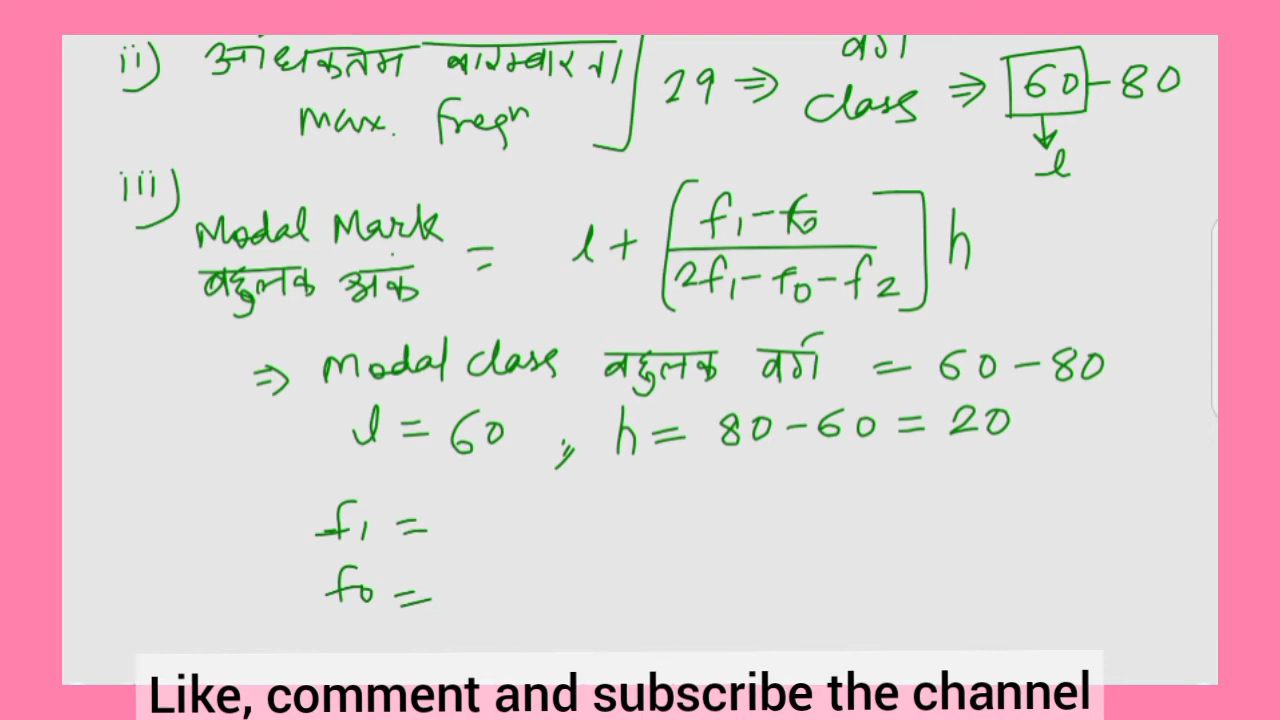 ii) अधिकतम बारम्बारता] 29 ⇒ वर्ग ⇒ 60-80
max. freqn class l
iii)
Modal Mark = l + [f₁-f₀ / 2f₁-f₀-f₂] h
बहुलक अंक
⇒ Modal class बहुलक वर्ग = 60-80
l = 60 , h = 80-60 = 20
f₁ =
f₀ =
Like, comment and subscribe the channel